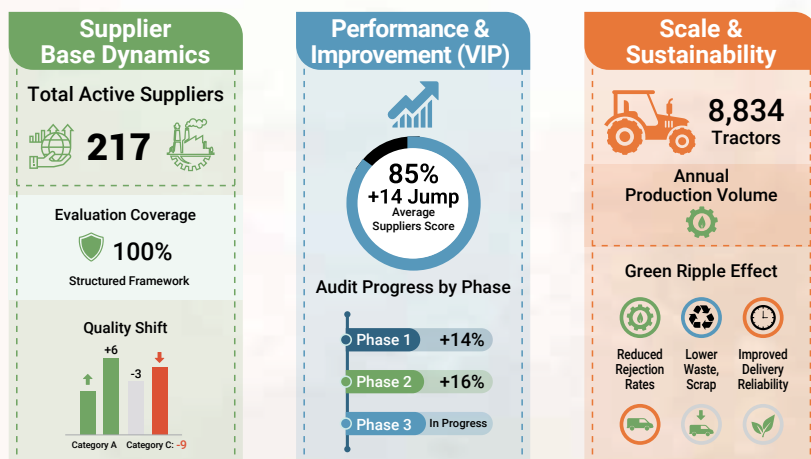 Supplier
Base Dynamics
Total Active Suppliers
217
Evaluation Coverage
100%
Structured Framework
Quality Shift
+6
-3
Category A
Category C: -9
Performance &
Improvement (VIP)
85%
+14 Jump
Average
Suppliers Score
Audit Progress by Phase
Phase 1 +14%
Phase 2 +16%
Phase 3 In Progress
Scale &
Sustainability
8,834
Tractors
Annual
Production Volume
Green Ripple Effect
Reduced
Rejection
Rates
Lower
Waste,
Scrap
Improved
Delivery
Reliability